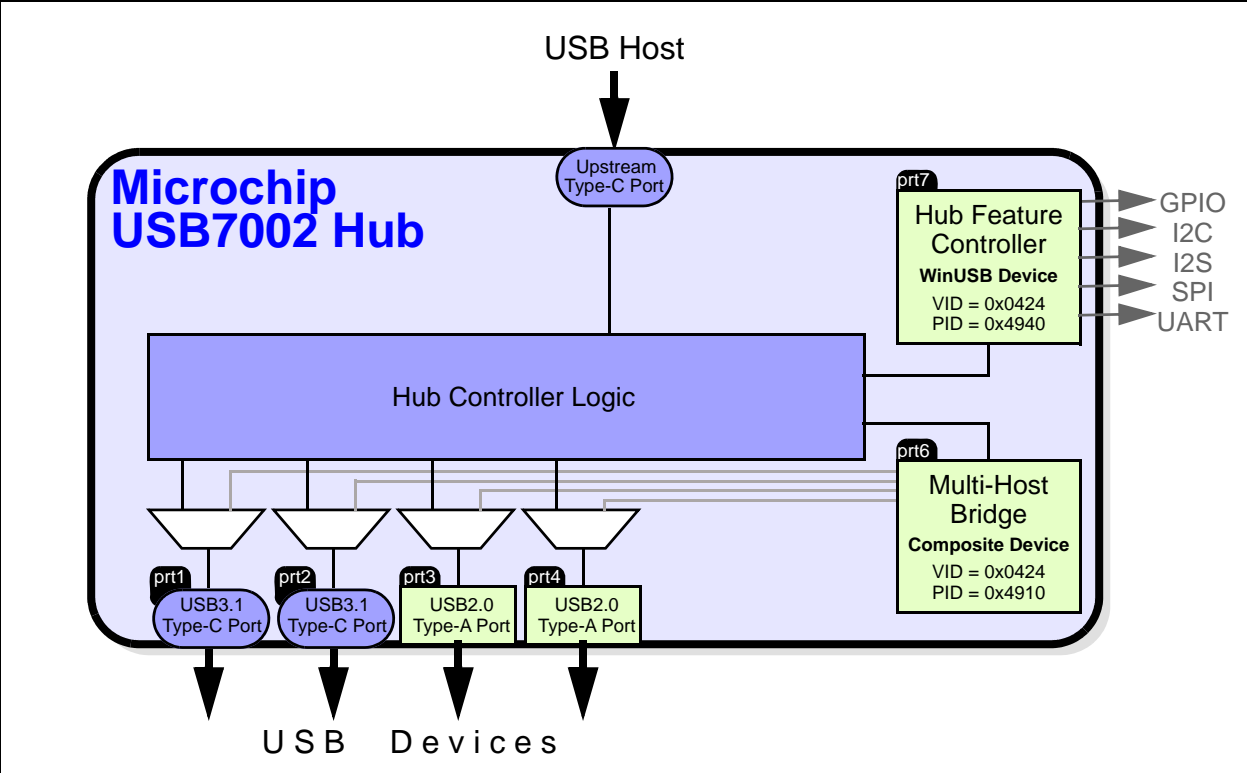 USB Host
Upstream
Type-C Port
Microchip
USB7002 Hub
prt7
Hub Feature
Controller
WinUSB Device
VID = 0x0424
PID = 0x4940
GPIO
I2C
I2S
SPI
UART
Hub Controller Logic
prt6
Multi-Host
Bridge
Composite Device
VID = 0x0424
PID = 0x4910
prt1
USB3.1
Type-C Port
prt2
USB3.1
Type-C Port
prt3
USB2.0
Type-A Port
prt4
USB2.0
Type-A Port
USB Devices